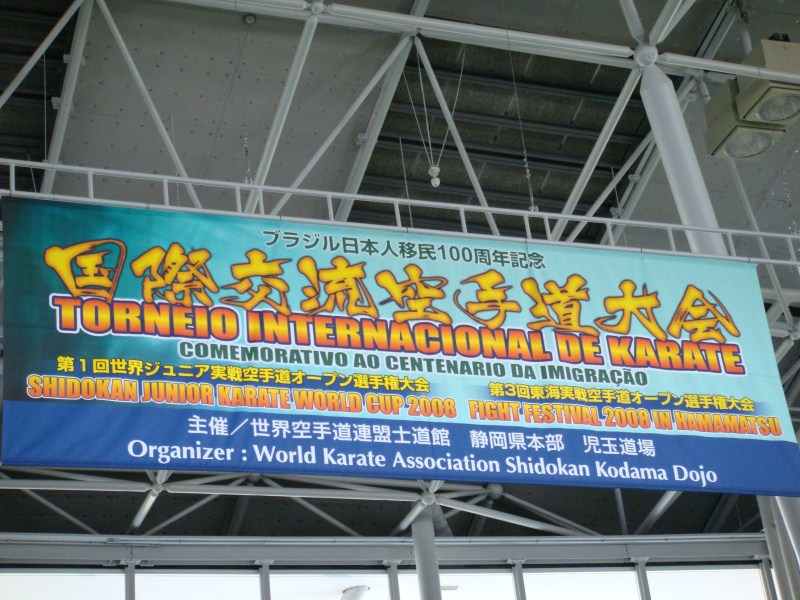 ブラジル日本人移民100周年記念
国際交流空手道大会
TORNEIO INTERNACIONAL DE KARATE
COMEMORATIVO AO CENTENARIO DA IMIGRAÇÃO
第1回世界ジュニア実戦空手道オープン選手権大会
SHIDOKAN JUNIOR KARATE WORLD CUP 2008
第3回東海実戦空手道オープン選手権大会
FIGHT FESTIVAL 2008 IN HAMAMATSU
主催／世界空手道連盟士道館 静岡県本部 児玉道場
Organizer : World Karate Association Shidokan Kodama Dojo